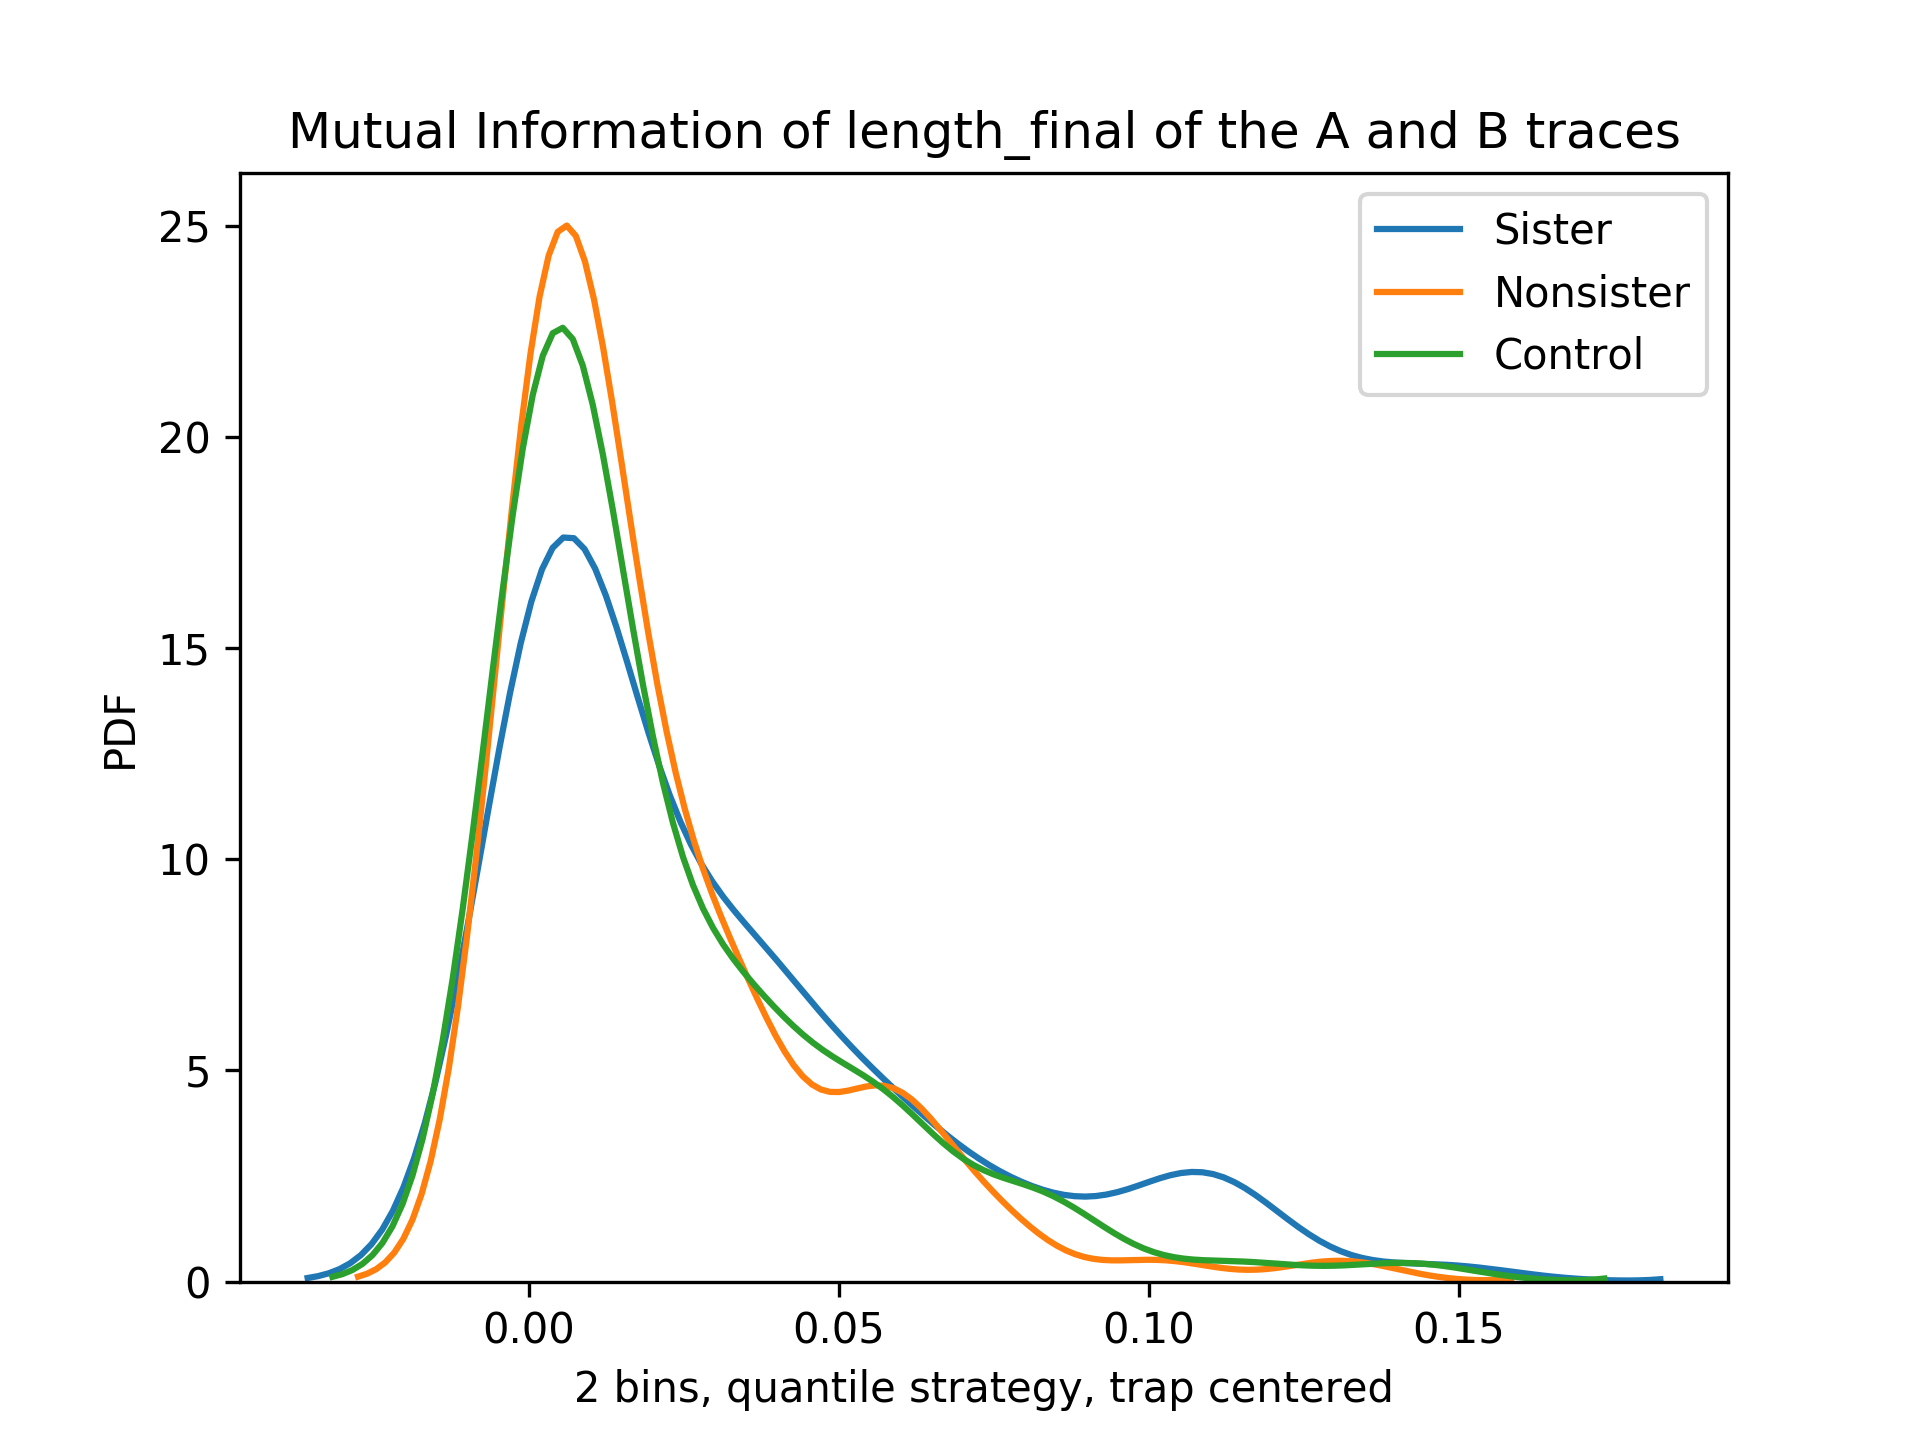 Mutual Information of length_final of the A and B traces
Sister
Nonsister
Control
PDF
25
20
15
10
5
0
0.00 0.05 0.10 0.15
2 bins, quantile strategy, trap centered